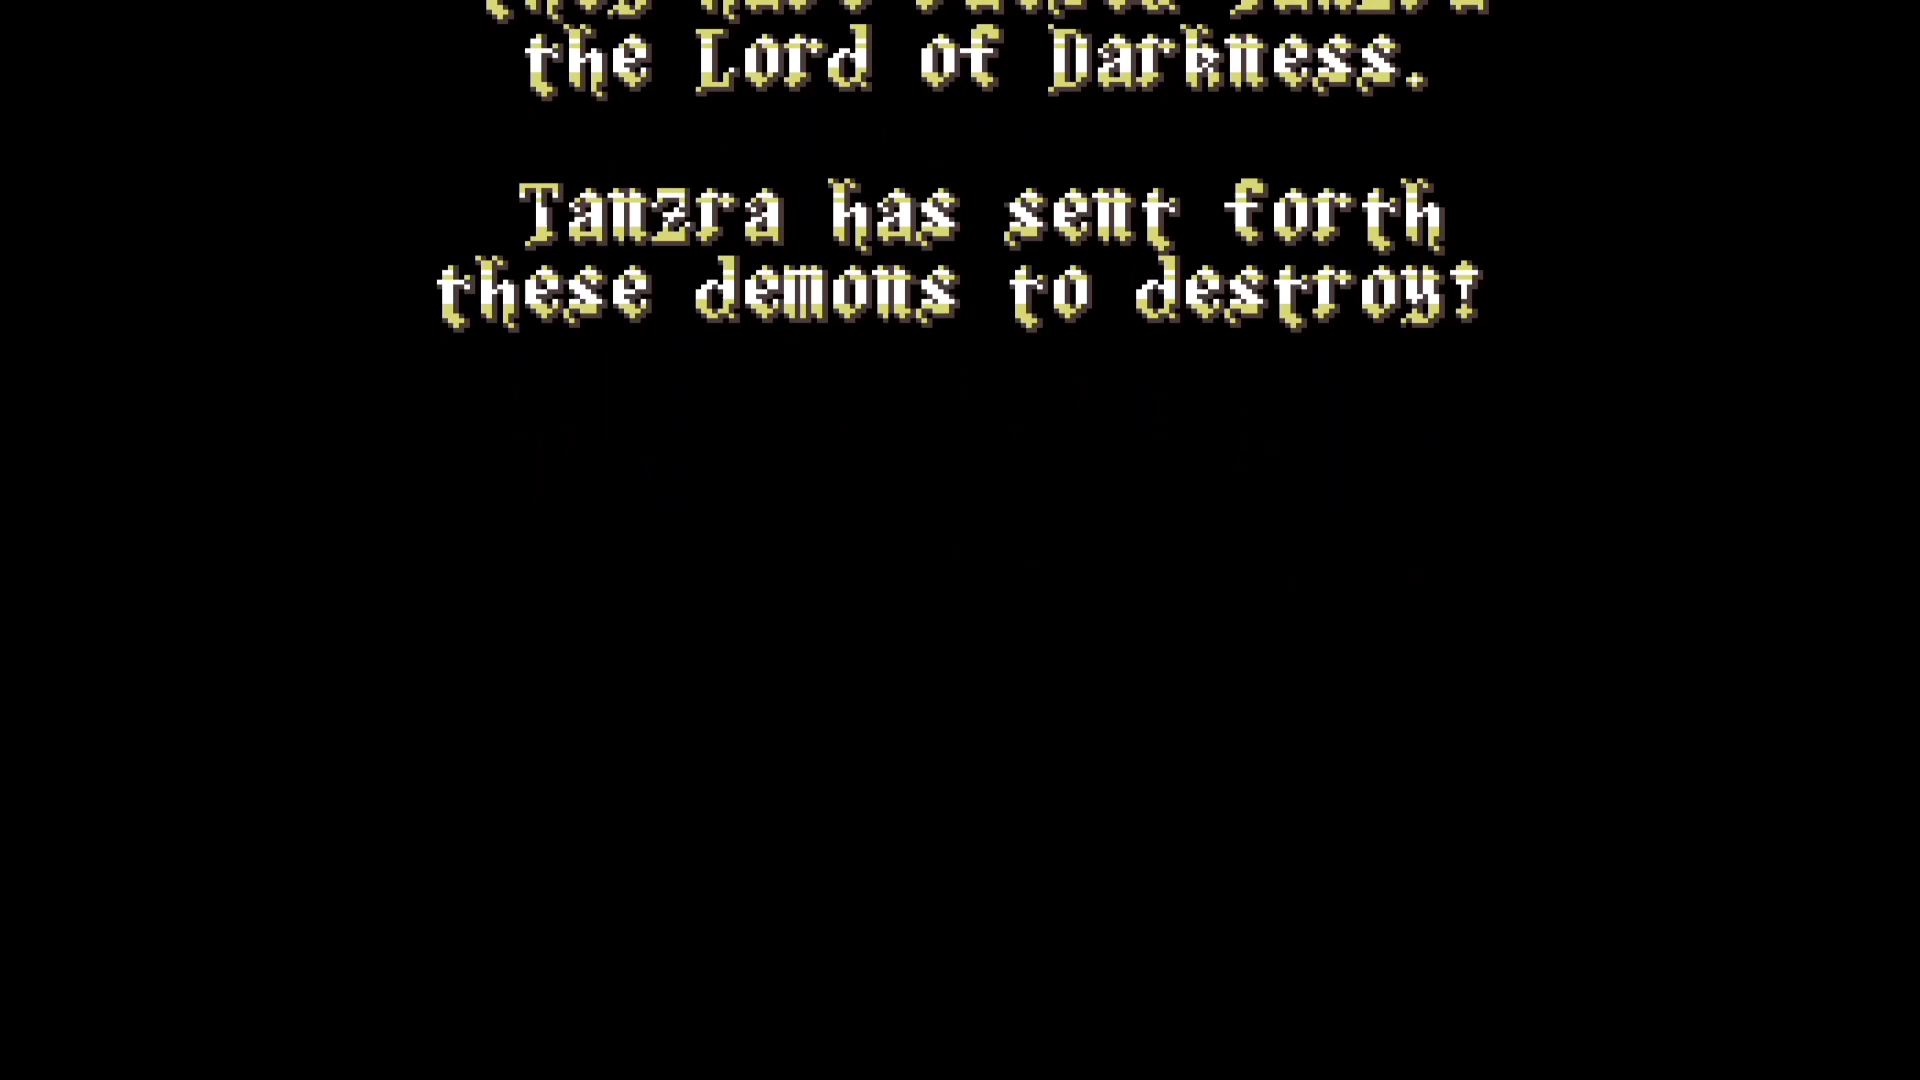 the Lord of Darkness.
Tanzra has sent forth
these demons to destroy!